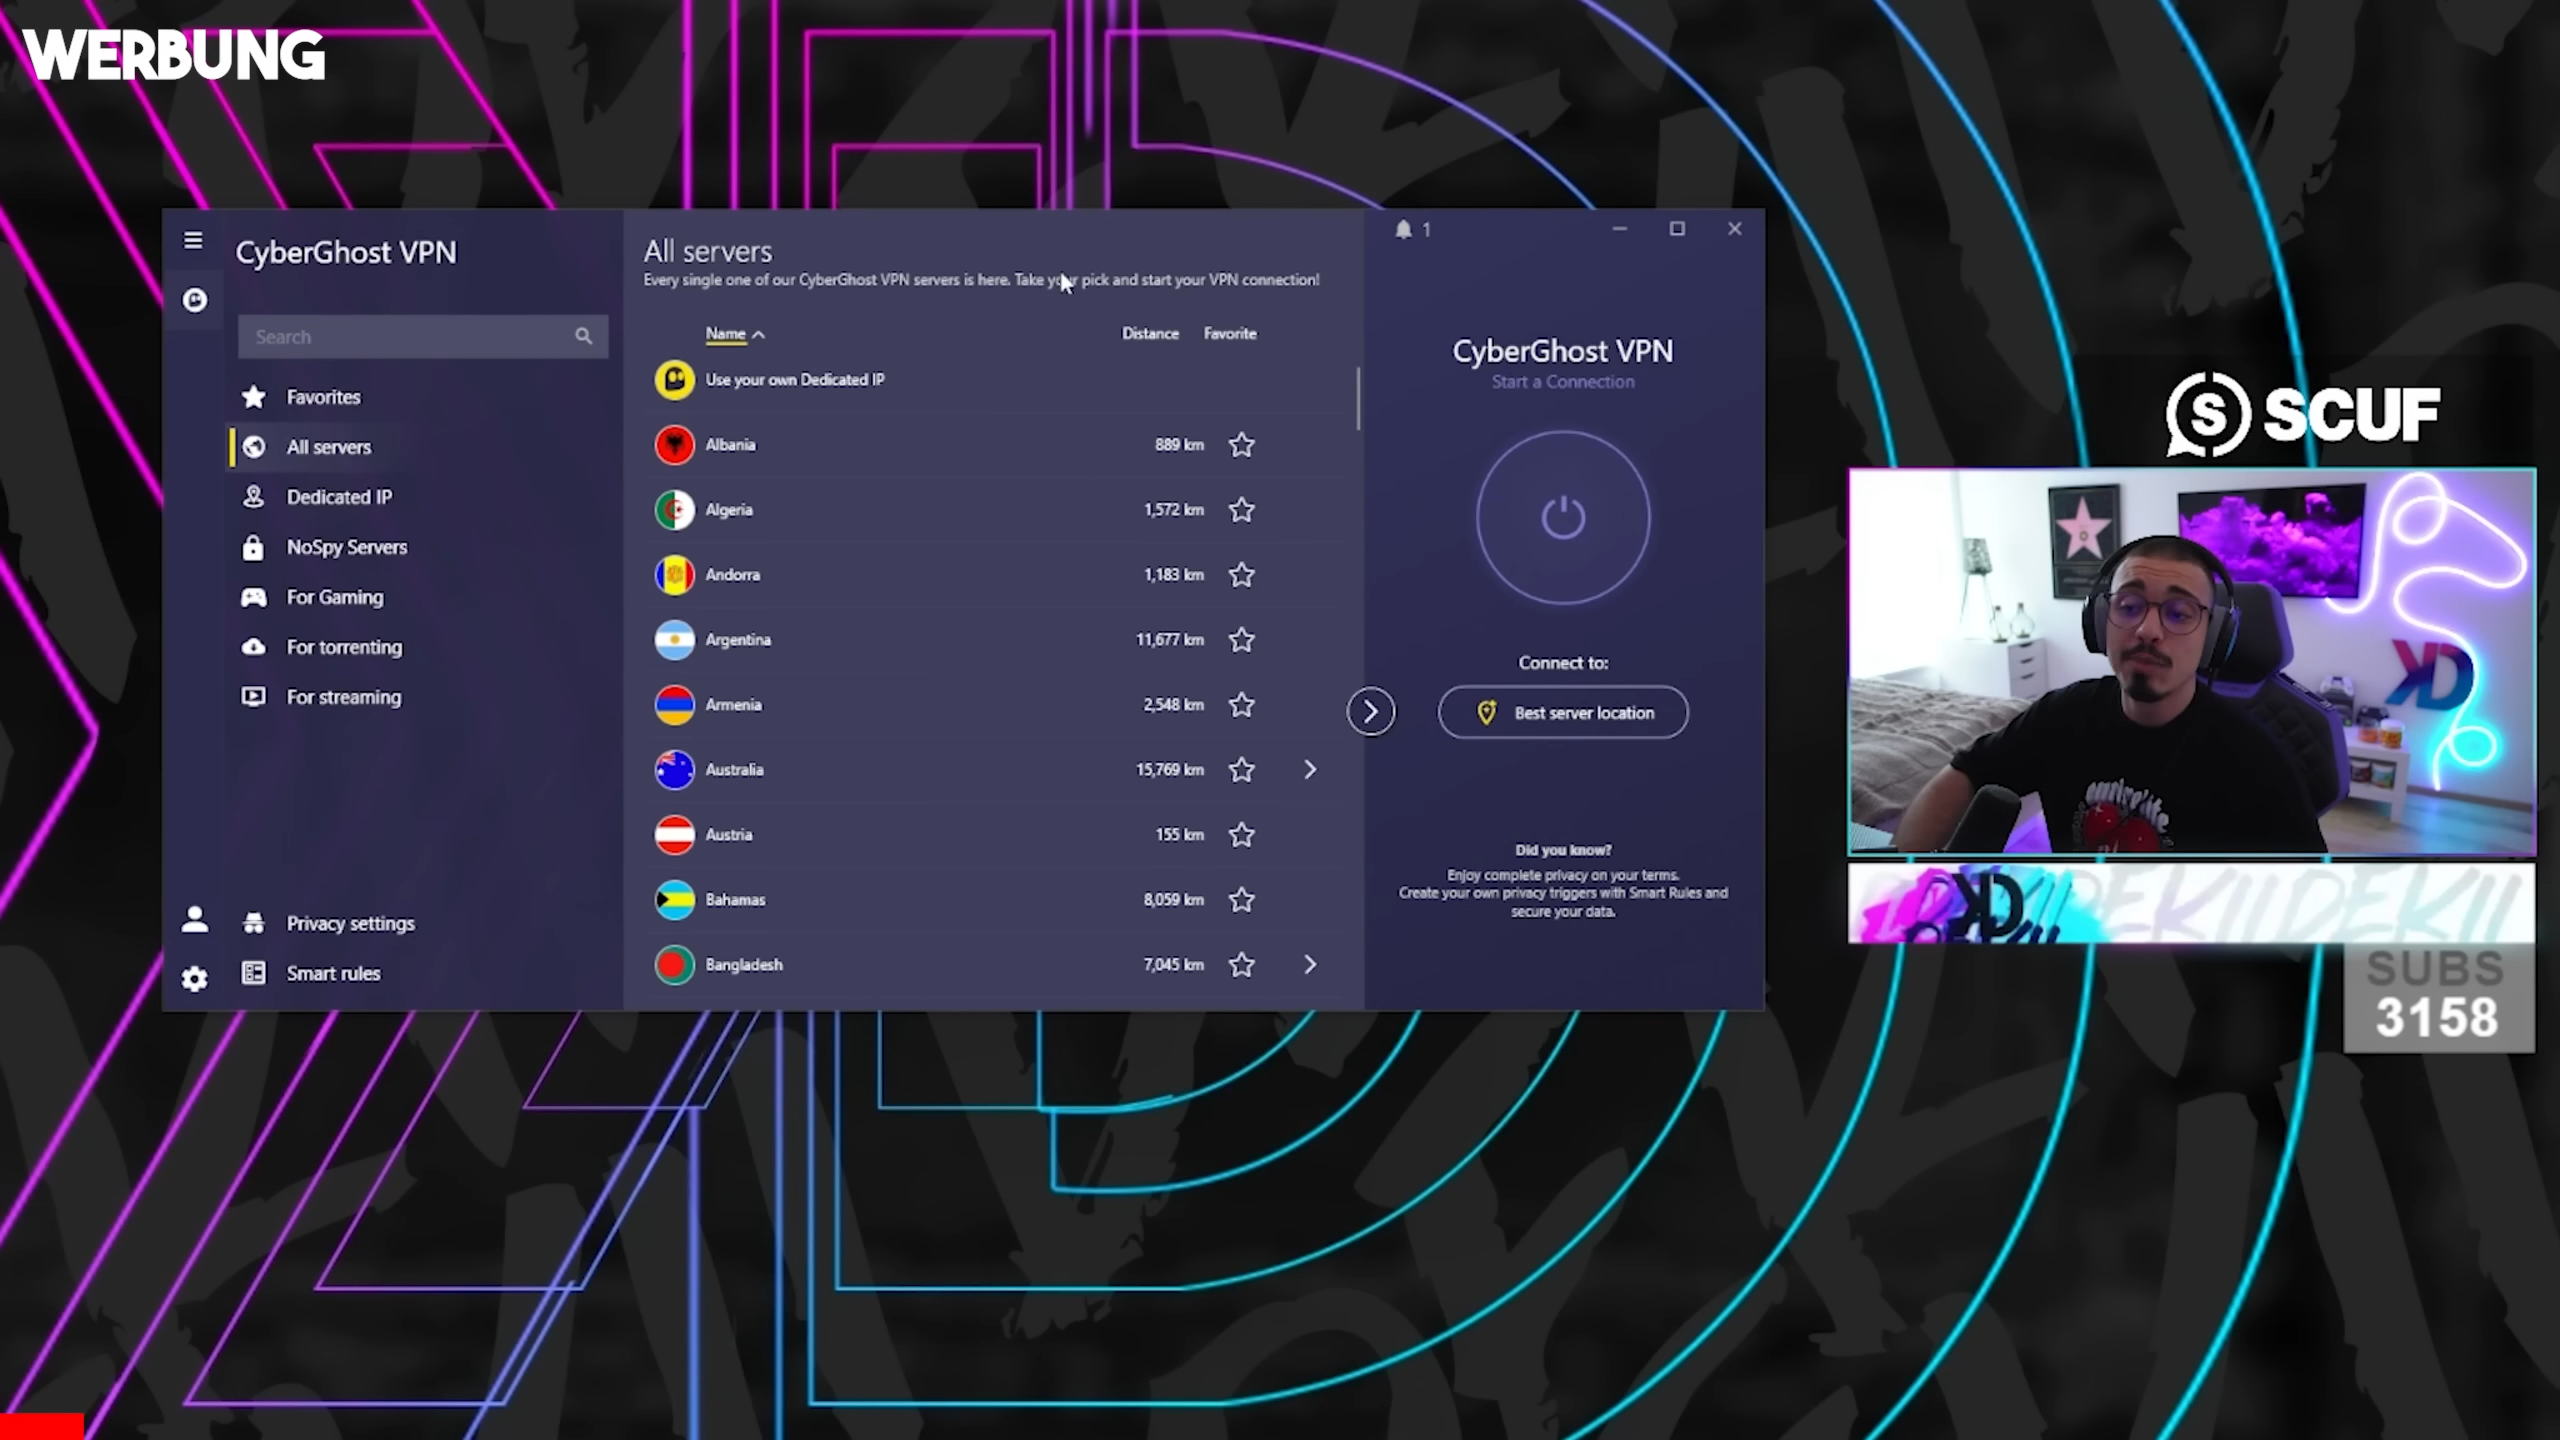 WERBUNG
CyberGhost VPN
Search
Favorites
All servers
Dedicated IP
NoSpy Servers
For Gaming
For torrenting
For streaming
Privacy settings
Smart rules
All servers
Every single one of our CyberGhost VPN servers is here. Take your pick and start your VPN connection!
Name Distance Favorite
Use your own Dedicated IP
Albania 889 km
Algeria 1,572 km
Andorra 1,183 km
Argentina 11,677 km
Armenia 2,548 km
Australia 15,769 km
Austria 155 km
Bahamas 8,059 km
Bangladesh 7,045 km
1
CyberGhost VPN
Start a Connection
Connect to:
Best server location
Did you know?
Enjoy complete privacy on your terms.
Create your own privacy triggers with Smart Rules and
secure your data.
SCUF
KD
SUBS
3158